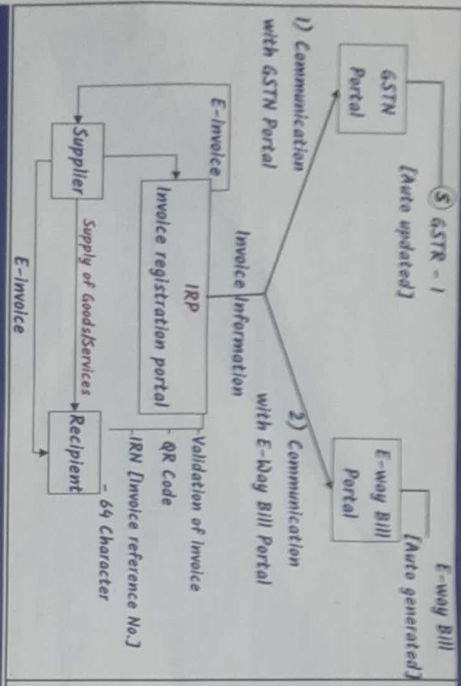 ⑤ GSTR - 1
[Auto updated]
E-way Bill
[Auto generated]
GSTN
Portal
E-way Bill
Portal
1) Communication
with GSTN Portal
2) Communication
with E-Way Bill Portal
Invoice Information
E-invoice
IRP
Invoice registration portal
-Validation of invoice
- QR Code
-IRN [Invoice reference No.]
- 64 Character
Supplier
Supply of Goods/Services
Recipient
E-invoice